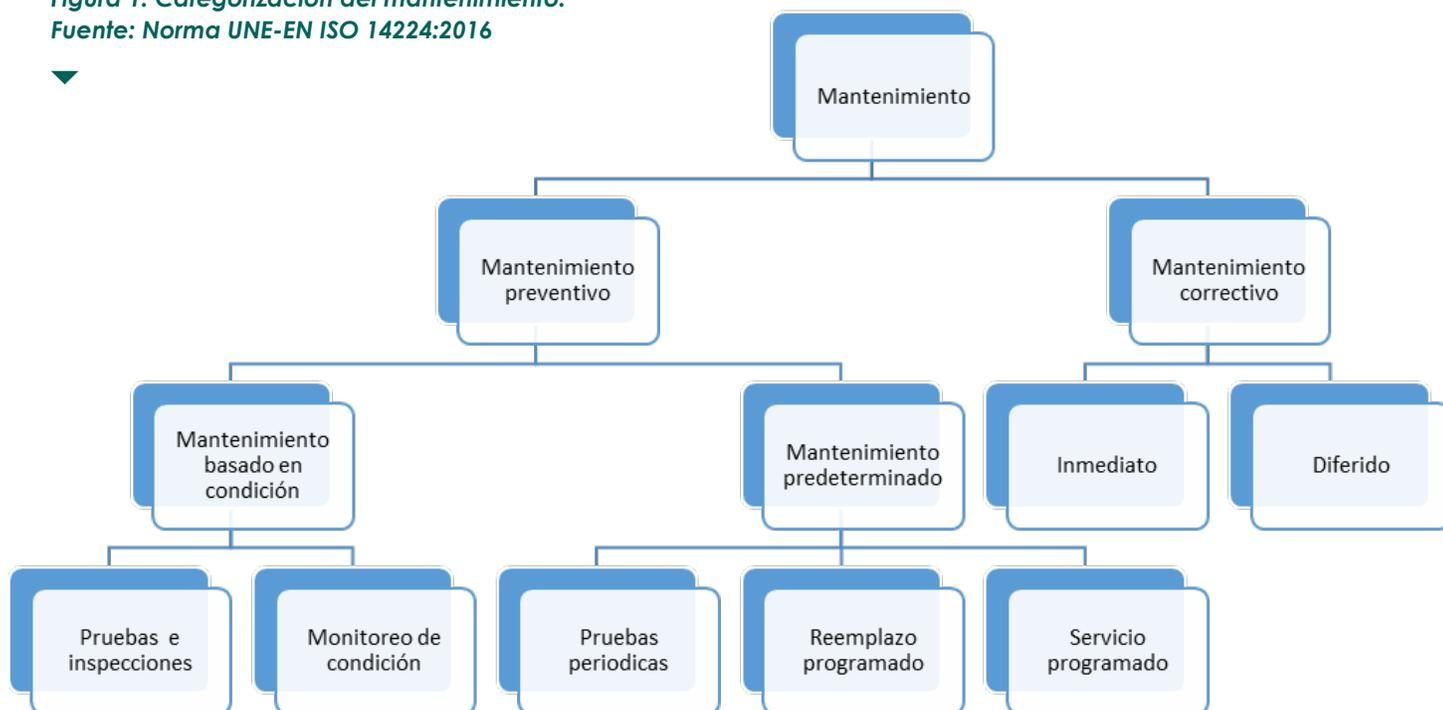 Figura 1. Categorización del mantenimiento.
Fuente: Norma UNE-EN ISO 14224:2016
Mantenimiento
Mantenimiento
preventivo
Mantenimiento
correctivo
Mantenimiento
basado en
condición
Mantenimiento
predeterminado
Inmediato
Diferido
Pruebas e
inspecciones
Monitoreo de
condición
Pruebas
periodicas
Reemplazo
programado
Servicio
programado